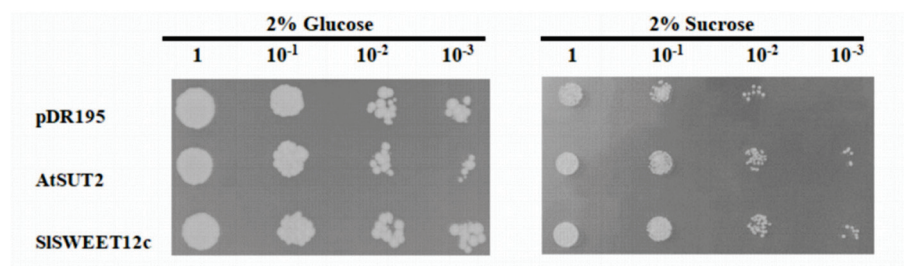 2% Glucose 2% Sucrose
1 10⁻¹ 10⁻² 10⁻³ 1 10⁻¹ 10⁻² 10⁻³
pDR195
AtSUT2
SlSWEET12c